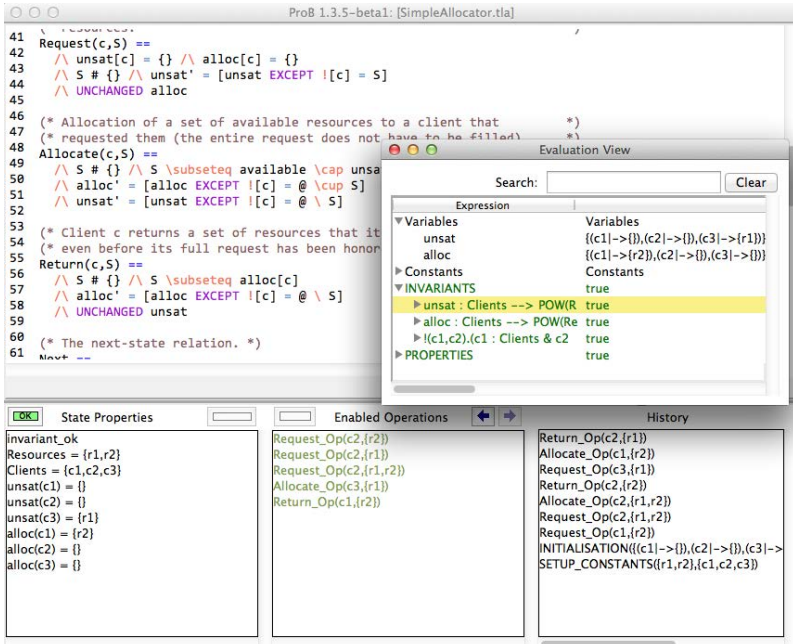 ProB 1.3.5-beta1: [SimpleAllocator.tla]
41 Request(c,S) ==
42 /\ unsat[c] = {} /\ alloc[c] = {}
43 /\ S # {} /\ unsat' = [unsat EXCEPT ![c] = S]
44 /\ UNCHANGED alloc
45
46 (* Allocation of a set of available resources to a client that *)
47 (* requested them (the entire request does not have to be filled). *)
48 Allocate(c,S) ==
49 /\ S # {} /\ S \subseteq available \cap unsa
50 /\ alloc' = [alloc EXCEPT ![c] = @ \cup S]
51 /\ unsat' = [unsat EXCEPT ![c] = @ \ S]
52
53 (* Client c returns a set of resources that it
54 (* even before its full request has been honor
55 Return(c,S) ==
56 /\ S # {} /\ S \subseteq alloc[c]
57 /\ alloc' = [alloc EXCEPT ![c] = @ \ S]
58 /\ UNCHANGED unsat
59
60 (* The next-state relation. *)
61 Next ==
Evaluation View
Search: Clear
Expression
Variables Variables
unsat {(c1|->{}),(c2|->{}),(c3|->{r1})}
alloc {(c1|->{r2}),(c2|->{}),(c3|->{})}
Constants Constants
INVARIANTS true
unsat : Clients --> POW(R true
alloc : Clients --> POW(Re true
!(c1,c2).(c1 : Clients & c2 true
PROPERTIES true
OK State Properties
invariant_ok
Resources = {r1,r2}
Clients = {c1,c2,c3}
unsat(c1) = {}
unsat(c2) = {}
unsat(c3) = {r1}
alloc(c1) = {r2}
alloc(c2) = {}
alloc(c3) = {}
Enabled Operations
Request_Op(c2,{r2})
Request_Op(c2,{r1})
Request_Op(c2,{r1,r2})
Allocate_Op(c3,{r1})
Return_Op(c1,{r2})
History
Return_Op(c2,{r1})
Allocate_Op(c1,{r2})
Request_Op(c3,{r1})
Return_Op(c2,{r2})
Allocate_Op(c2,{r1,r2})
Request_Op(c2,{r1,r2})
Request_Op(c1,{r2})
INITIALISATION({(c1|->{}),(c2|->{}),(c3|->
SETUP_CONSTANTS({r1,r2},{c1,c2,c3})